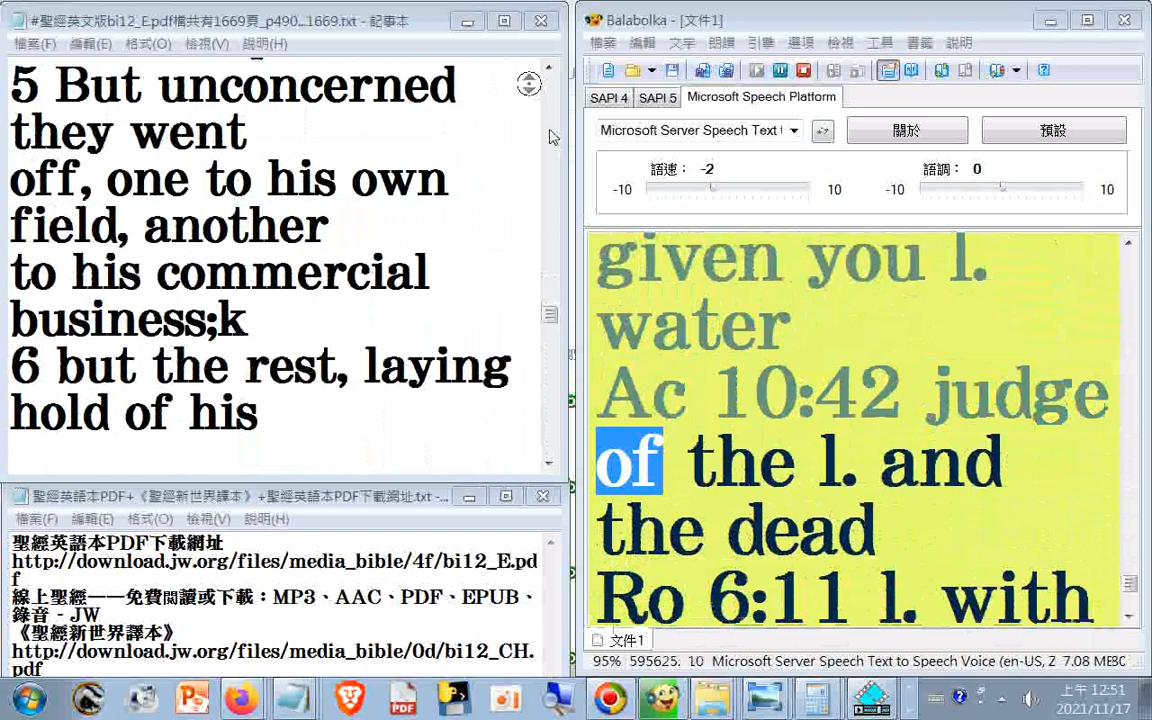 #聖經英文版bi12_E.pdf檔共有1669頁_p490...1669.txt - 記事本
檔案(F) 編輯(E) 格式(O) 檢視(V) 說明(H)
5 But unconcerned
they went
off, one to his own
field, another
to his commercial
business;k
6 but the rest, laying
hold of his
聖經英語本PDF+《聖經新世界譯本》+聖經英語本PDF下載網址.txt -...
檔案(F) 編輯(E) 格式(O) 檢視(V) 說明(H)
聖經英語本PDF下載網址
http://download.jw.org/files/media_bible/4f/bi12_E.pd
f
線上聖經——免費閱讀或下載：MP3、AAC、PDF、EPUB、
錄音 - JW
《聖經新世界譯本》
http://download.jw.org/files/media_bible/0d/bi12_CH.
pdf
Balabolka - [文件1]
檔案 編輯 文字 朗讀 引擎 選項 檢視 工具 書籤 說明
SAPI 4 SAPI 5 Microsoft Speech Platform
Microsoft Server Speech Text 關於 預設
語速： -2 語調： 0
-10 10 -10 10
given you l.
water
Ac 10:42 judge
of the l. and
the dead
Ro 6:11 l. with
文件1
95% 595625. 10 Microsoft Server Speech Text to Speech Voice (en-US, Z 7.08 МЕВС
上午 12:51
2021/11/17